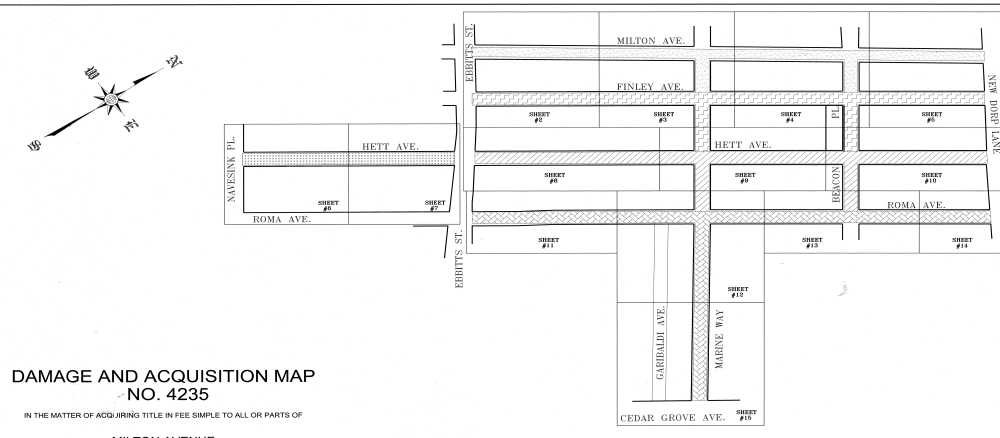 EBBITTS ST.
MILTON AVE.
PL.
FINLEY AVE.
NEW DORP LANE
N
W
E
S
SHEET
#2
SHEET
#3
SHEET
#4
SHEET
#5
NAVESINK PL.
HETT AVE.
HETT AVE.
SHEET
#8
SHEET
#9
BEACON
SHEET
#10
SHEET
#6
SHEET
#7
ROMA AVE.
ROMA AVE.
EBBITTS ST.
SHEET
#11
SHEET
#13
SHEET
#14
SHEET
#12
GARIBALDI AVE.
MARINE WAY
CEDAR GROVE AVE.
SHEET
#15
DAMAGE AND ACQUISITION MAP
NO. 4235
IN THE MATTER OF ACQUIRING TITLE IN FEE SIMPLE TO ALL OR PARTS OF
MILTON AVENUE